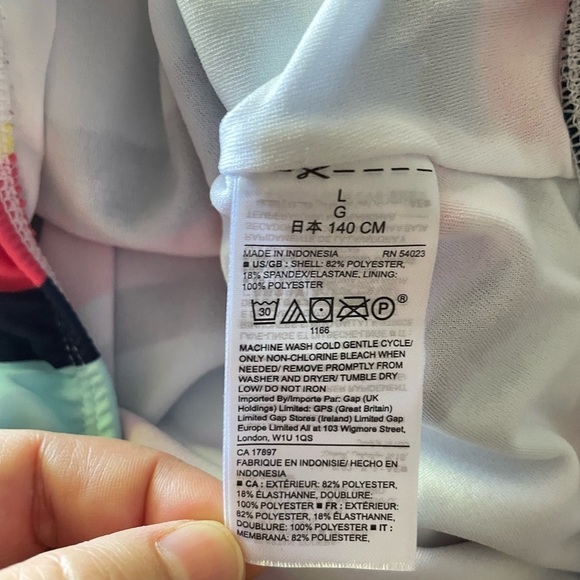 L
G
日本 140 CM
MADE IN INDONESIA RN 54023
■ US/GB : SHELL: 82% POLYESTER,
18% SPANDEX/ELASTANE, LINING:
100% POLYESTER
30 P ®
1166
MACHINE WASH COLD GENTLE CYCLE/
ONLY NON-CHLORINE BLEACH WHEN
NEEDED/ REMOVE PROMPTLY FROM
WASHER AND DRYER/ TUMBLE DRY
LOW/ DO NOT IRON
Imported By/Importe Par: Gap (UK
Holdings) Limited: GPS (Great Britain)
Limited Gap Stores (Ireland) Limited Gap
Europe Limited All at 103 Wigmore Street,
London, W1U 1QS
CA 17897
FABRIQUE EN INDONISIE/ HECHO EN
INDONESIA
■ CA : EXTÉRIEUR: 82% POLYESTER,
18% ÉLASTHANNE, DOUBLURE:
100% POLYESTER ■ FR : EXTÉRIEUR:
82% POLYESTER, 18% ÉLASTHANNE,
DOUBLURE: 100% POLYESTER ■ IT :
MEMBRANA: 82% POLIESTERE,